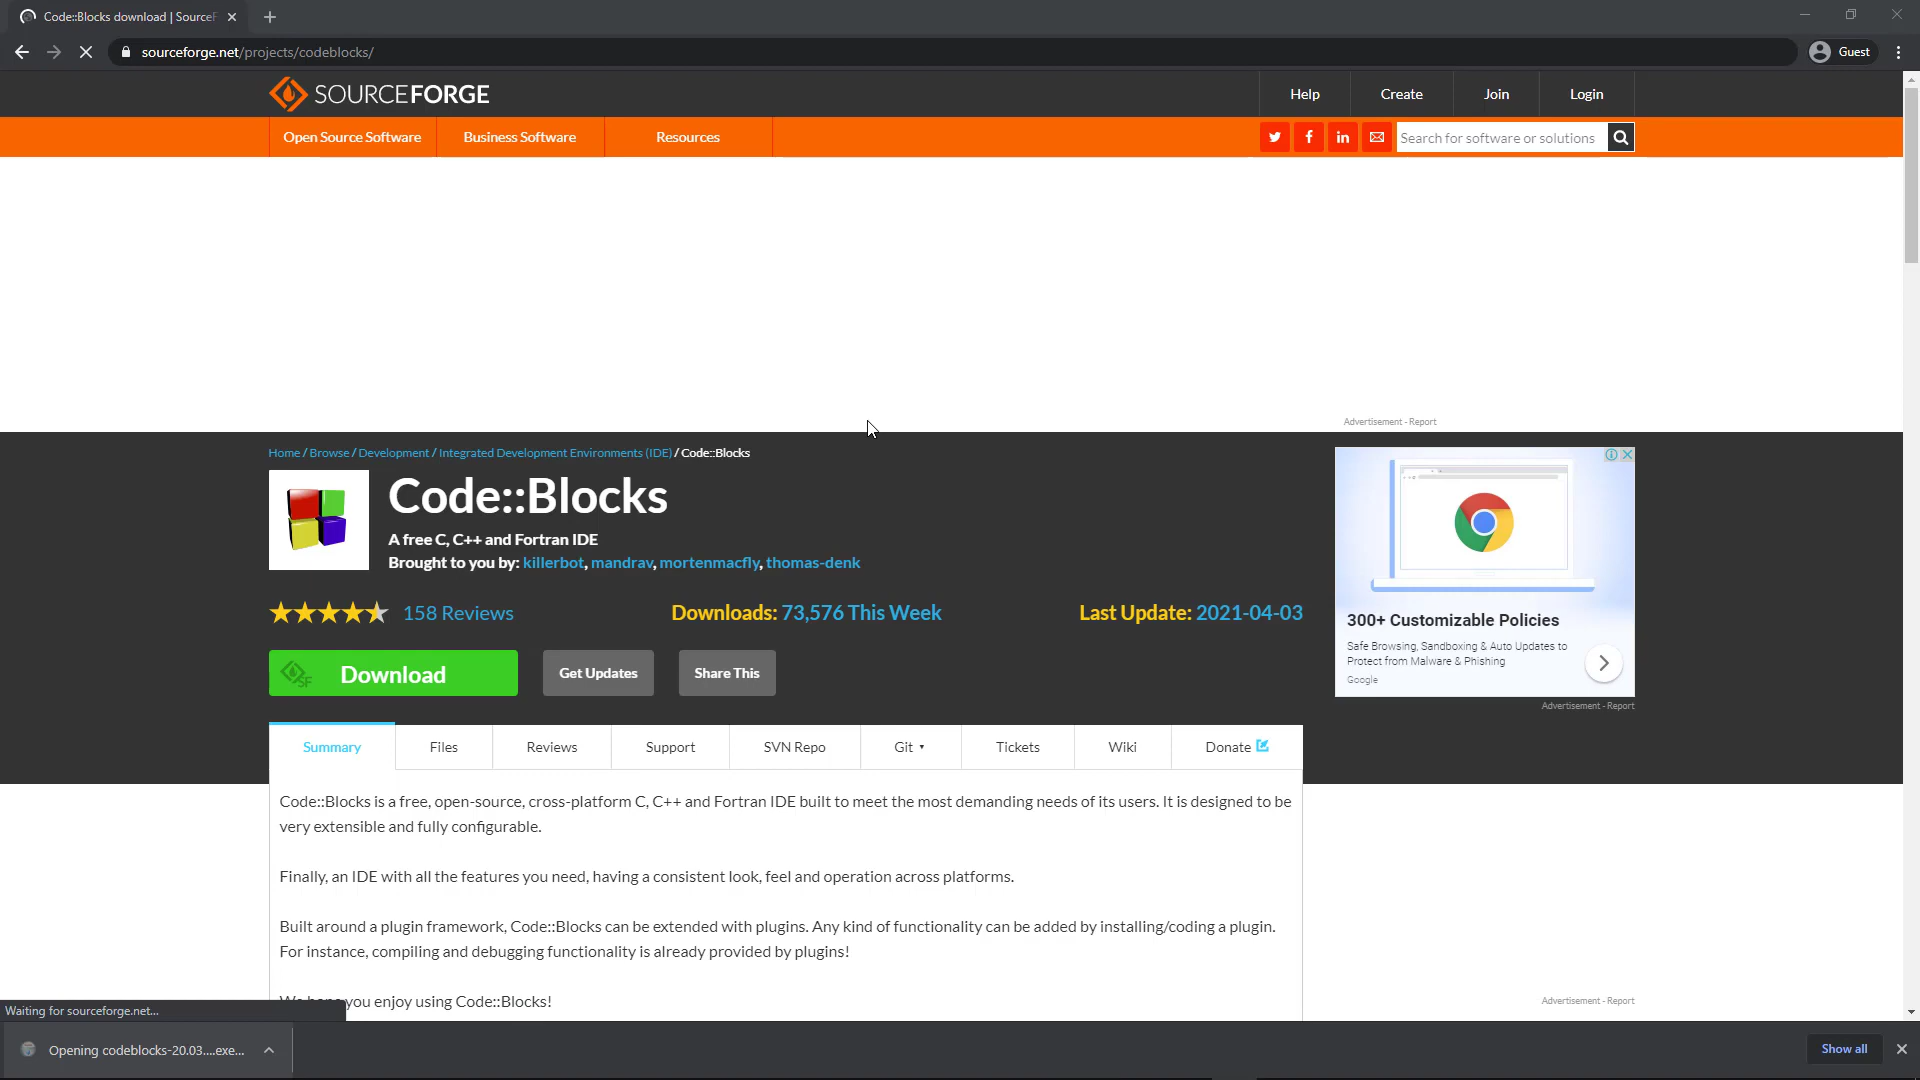 Code::Blocks download | SourceF
sourceforge.net/projects/codeblocks/
Guest
SOURCEFORGE
Help
Create
Join
Login
Open Source Software
Business Software
Resources
Search for software or solutions
Advertisement - Report
Home / Browse / Development / Integrated Development Environments (IDE) / Code::Blocks
Code::Blocks
A free C, C++ and Fortran IDE
Brought to you by: killerbot, mandrav, mortenmacfly, thomas-denk
158 Reviews
Downloads: 73,576 This Week
Last Update: 2021-04-03
300+ Customizable Policies
Safe Browsing, Sandboxing & Auto Updates to
Protect from Malware & Phishing
Google
Advertisement - Report
SF
Download
Get Updates
Share This
Summary
Files
Reviews
Support
SVN Repo
Git
Tickets
Wiki
Donate
Code::Blocks is a free, open-source, cross-platform C, C++ and Fortran IDE built to meet the most demanding needs of its users. It is designed to be
very extensible and fully configurable.
Finally, an IDE with all the features you need, having a consistent look, feel and operation across platforms.
Built around a plugin framework, Code::Blocks can be extended with plugins. Any kind of functionality can be added by installing/coding a plugin.
For instance, compiling and debugging functionality is already provided by plugins!
We hope you enjoy using Code::Blocks!
Advertisement - Report
Waiting for sourceforge.net...
Opening codeblocks-20.03....exe...
Show all